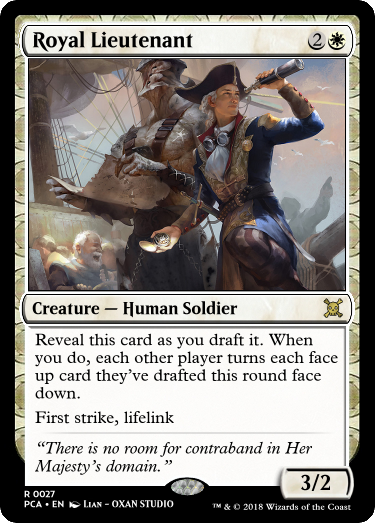 Royal Lieutenant 2
Creature — Human Soldier
Reveal this card as you draft it. When
you do, each other player turns each face
up card they've drafted this round face
down.
First strike, lifelink
“There is no room for contraband in Her
Majesty's domain.”
3/2
R 0027
PCA • EN Lian - OXAN STUDIO
™ & © 2018 Wizards of the Coast